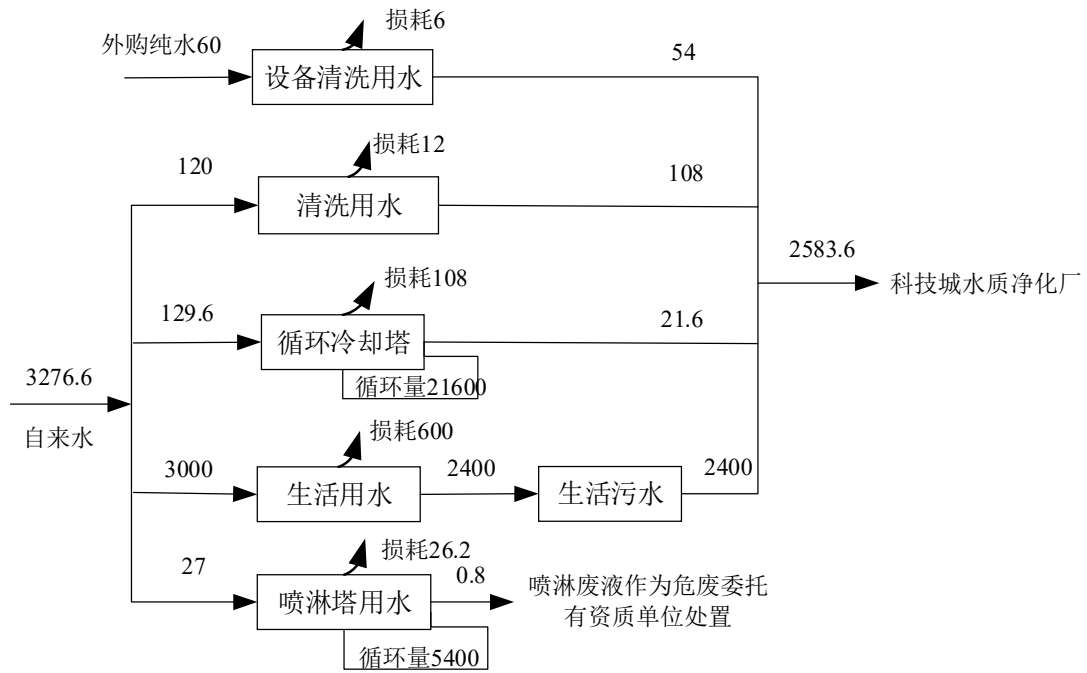 损耗6
外购纯水60
设备清洗用水
54
损耗12
120
清洗用水
108
2583.6
科技城水质净化厂
损耗108
129.6
循环冷却塔
21.6
循环量21600
3276.6
自来水
损耗600
3000
生活用水
2400
生活污水
2400
损耗26.2
27
喷淋塔用水
0.8
喷淋废液作为危废委托
有资质单位处置
循环量5400